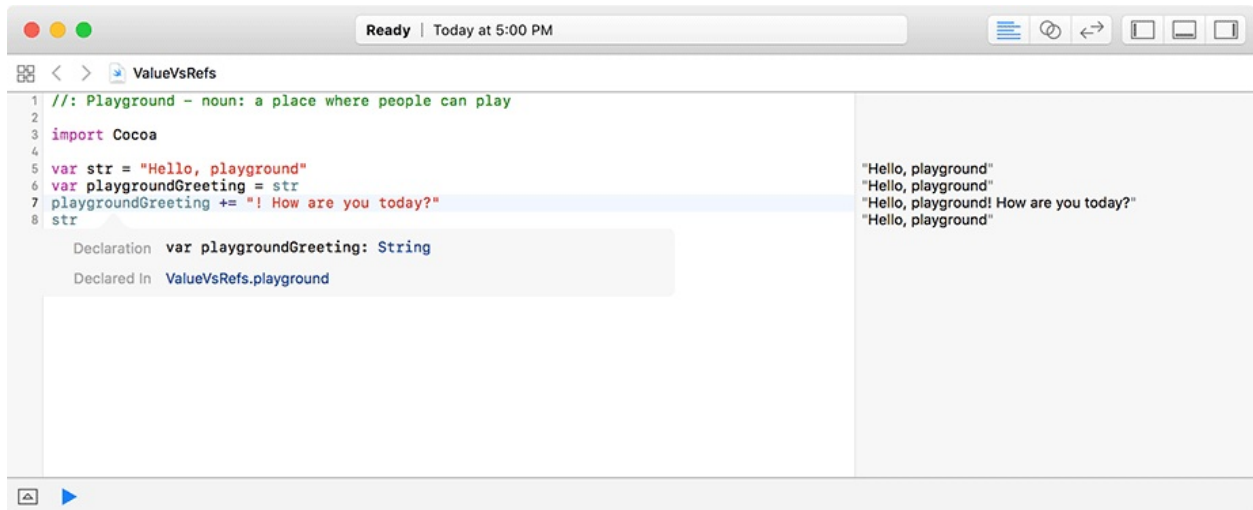 Ready | Today at 5:00 PM
ValueVsRefs
1 //: Playground – noun: a place where people can play
2
3 import Cocoa
4
5 var str = "Hello, playground" "Hello, playground"
6 var playgroundGreeting = str "Hello, playground"
7 playgroundGreeting += "! How are you today?" "Hello, playground! How are you today?"
8 str "Hello, playground"
Declaration var playgroundGreeting: String
Declared In ValueVsRefs.playground